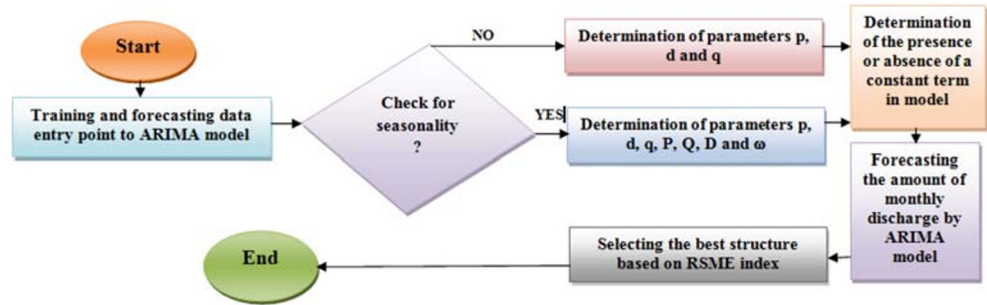 Start
Training and forecasting data
entry point to ARIMA model
Check for
seasonality
?
NO
Determination of parameters p,
d and q
YES
Determination of parameters p,
d, q, P, Q, D and ω
Determination
of the presence
or absence of a
constant term
in model
Forecasting
the amount of
monthly
discharge by
ARIMA
model
Selecting the best structure
based on RSME index
End